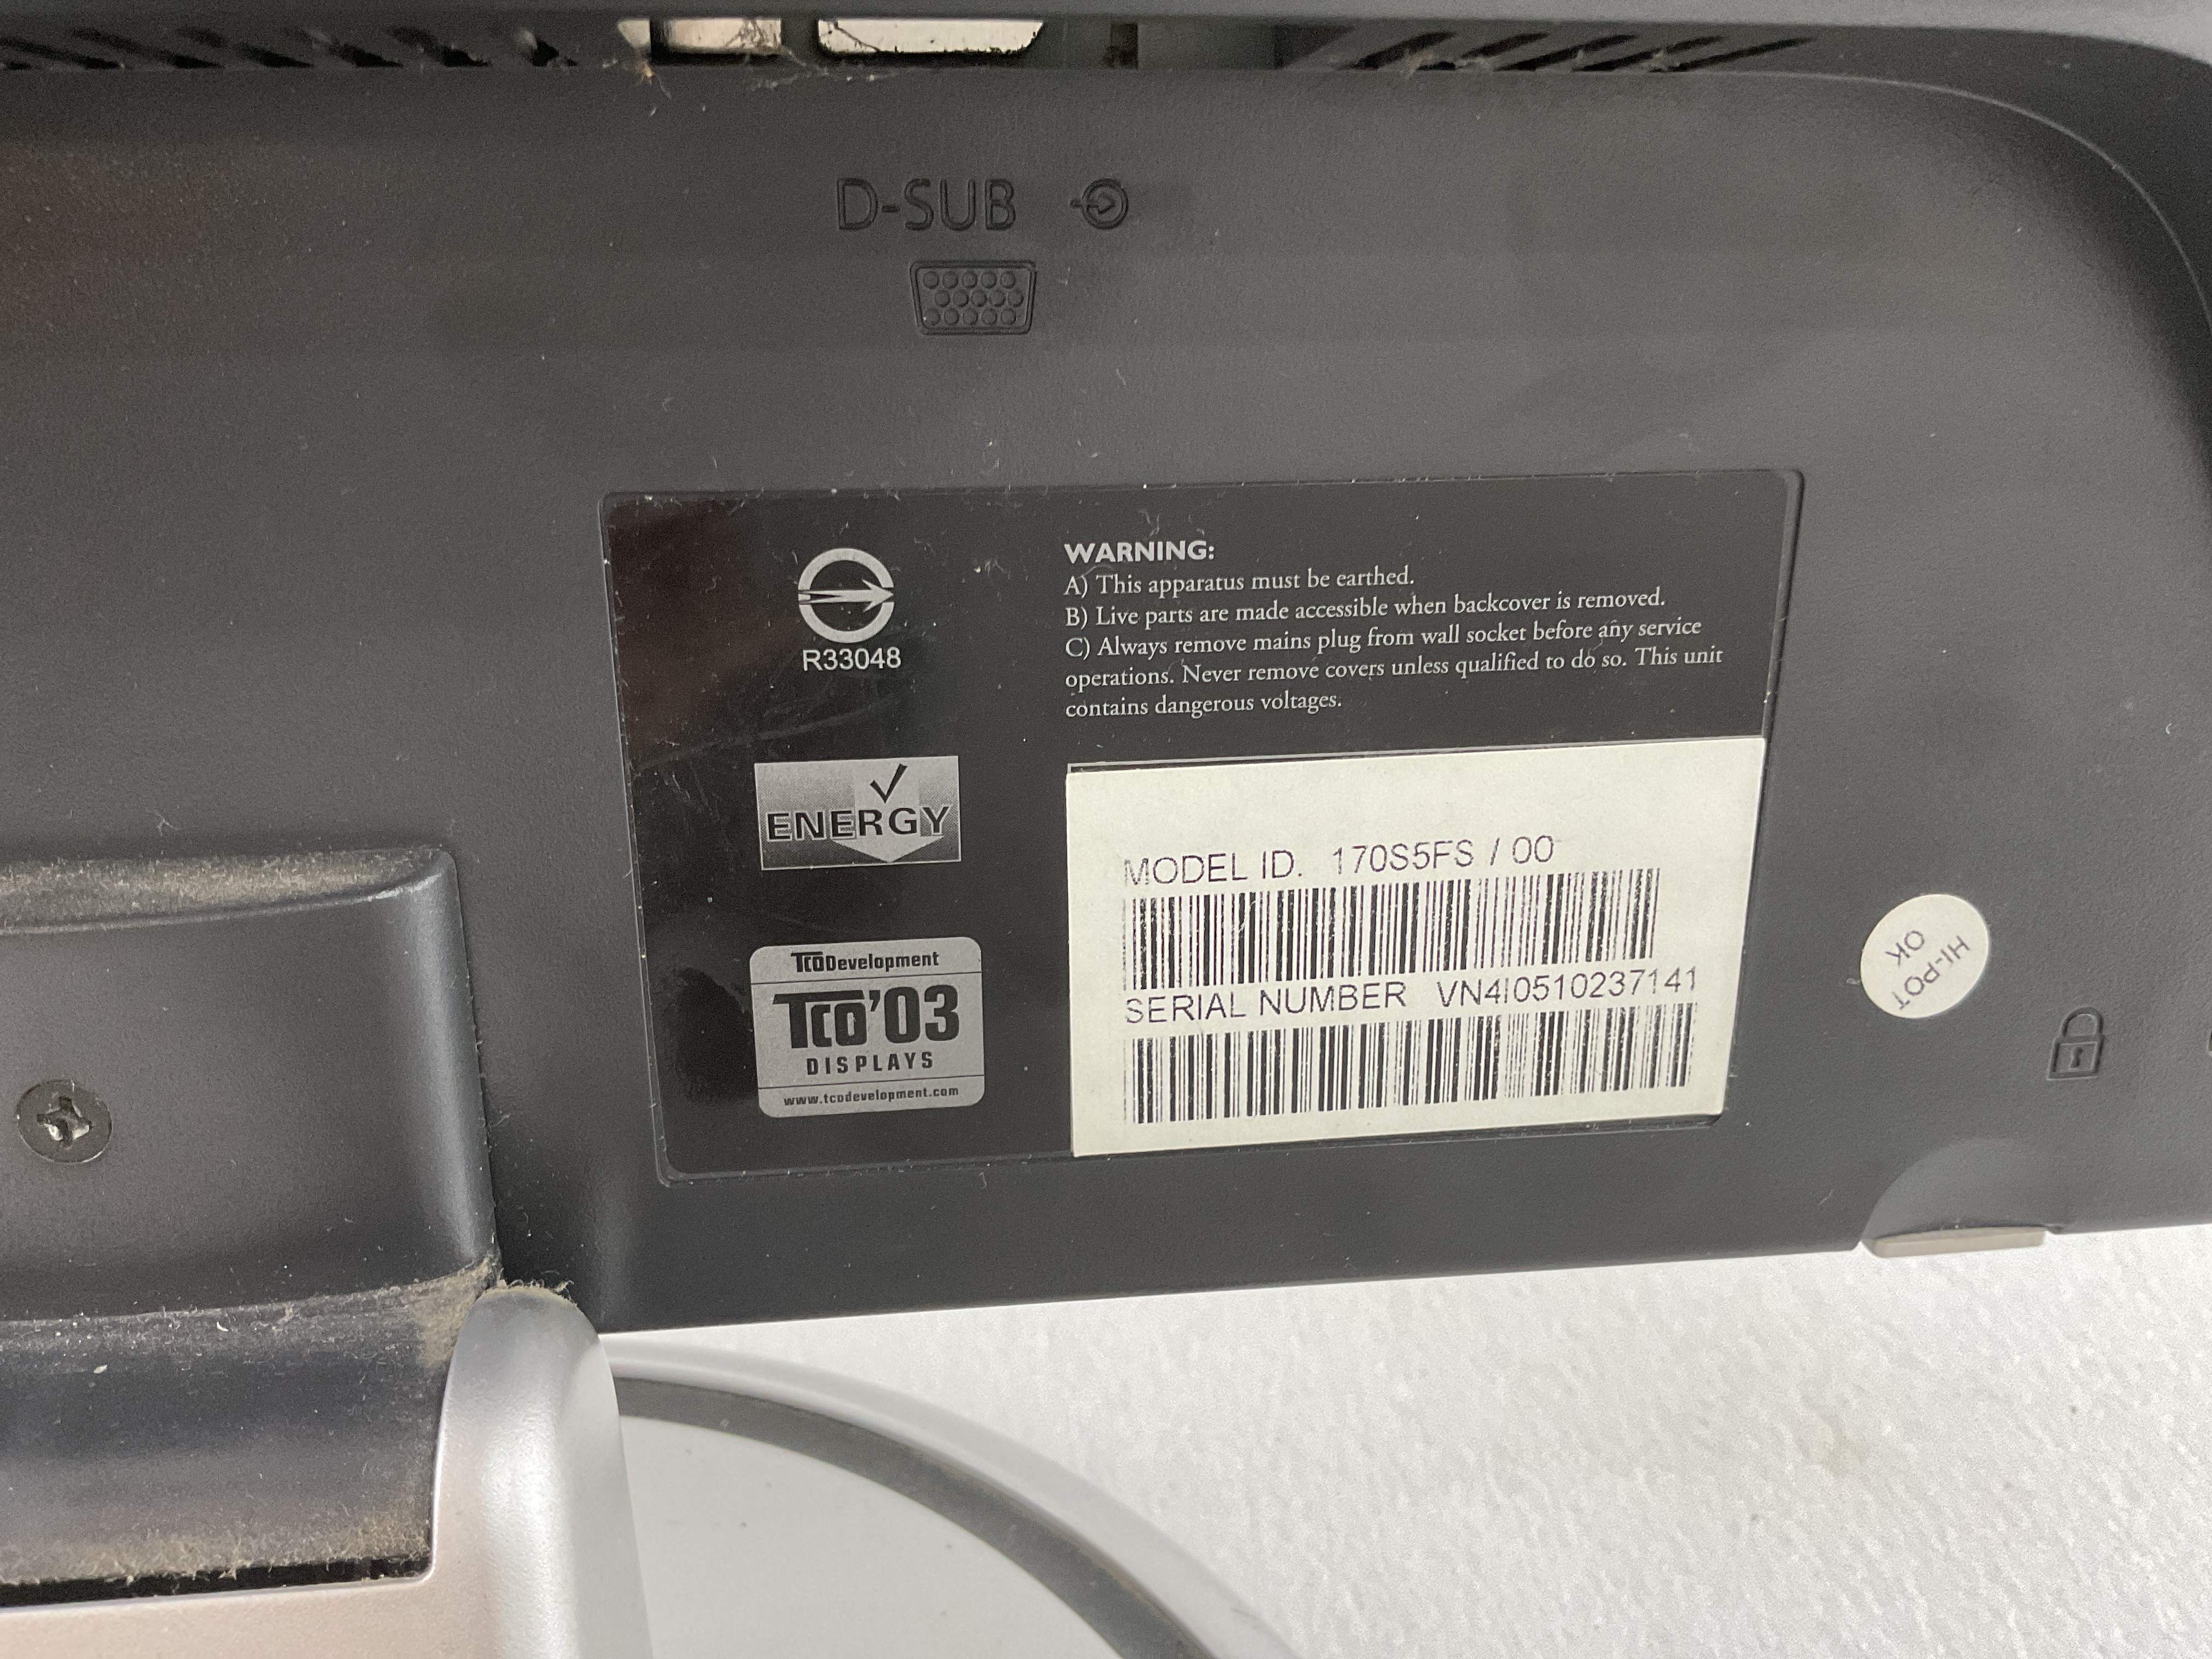 D-SUB
WARNING:
A) This apparatus must be earthed.
B) Live parts are made accessible when backcover is removed.
C) Always remove mains plug from wall socket before any service
operations. Never remove covers unless qualified to do so. This unit
contains dangerous voltages.
R33048
ENERGY
TCODevelopment
TCO'03
DISPLAYS
www.tcodevelopment.com
MODEL ID. 170S5FS / 00
SERIAL NUMBER VN4I0510237141
HI-POT
OK